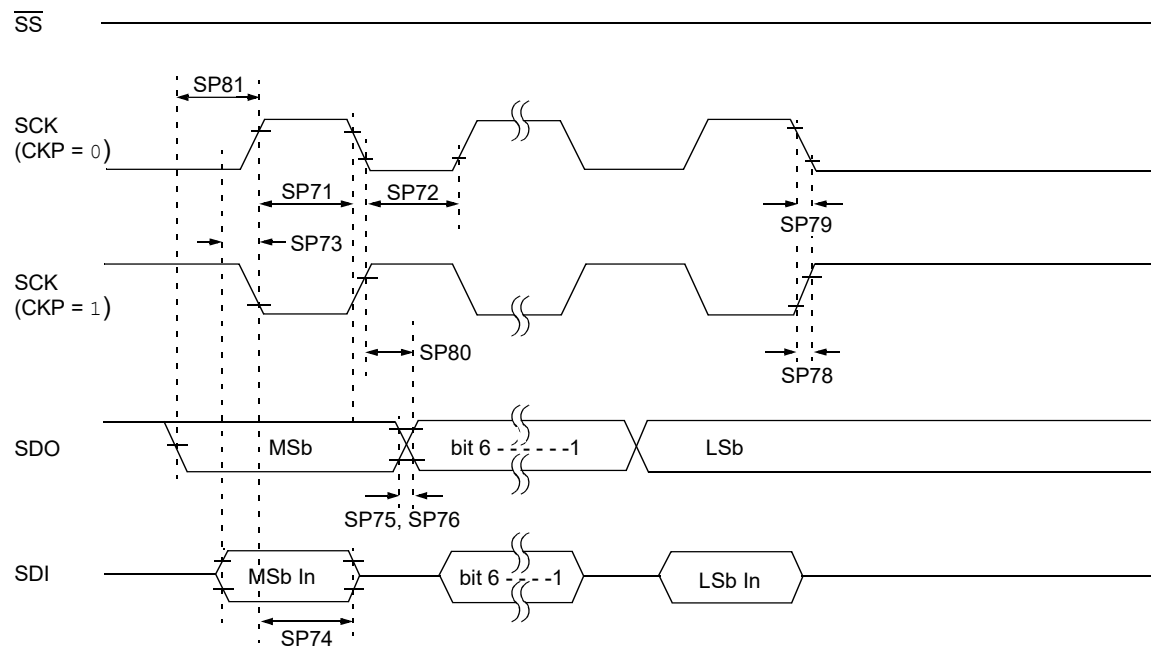 SS
SP81
SCK
(CKP = 0)
SP71
SP72
SP79
SP73
SCK
(CKP = 1)
SP80
SP78
SDO
MSb
bit 6 - - - - - - -1
LSb
SP75, SP76
SDI
MSb In
bit 6 - - - - -1
LSb In
SP74